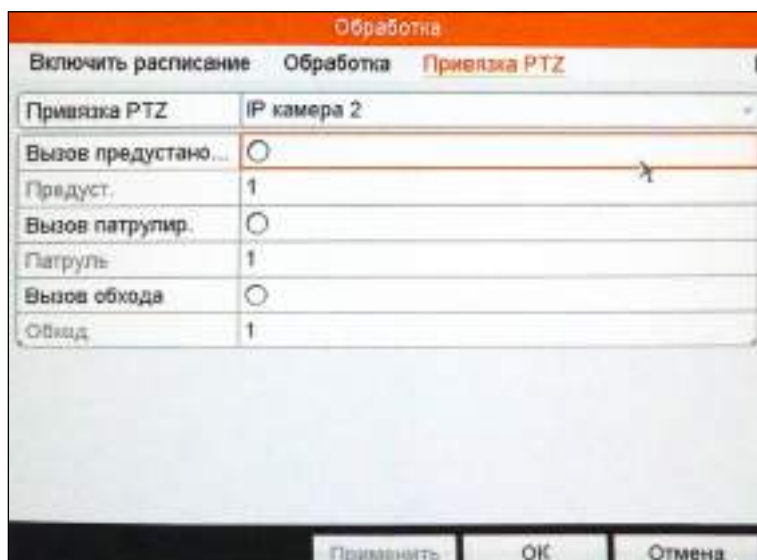 Обработка
Включить расписание Обработка Привязка PTZ
Привязка PTZ IP камера 2
Вызов предустано...
Предуст. 1
Вызов патрулир.
Патруль 1
Вызов обхода
Обход 1
Применить ОК Отмена